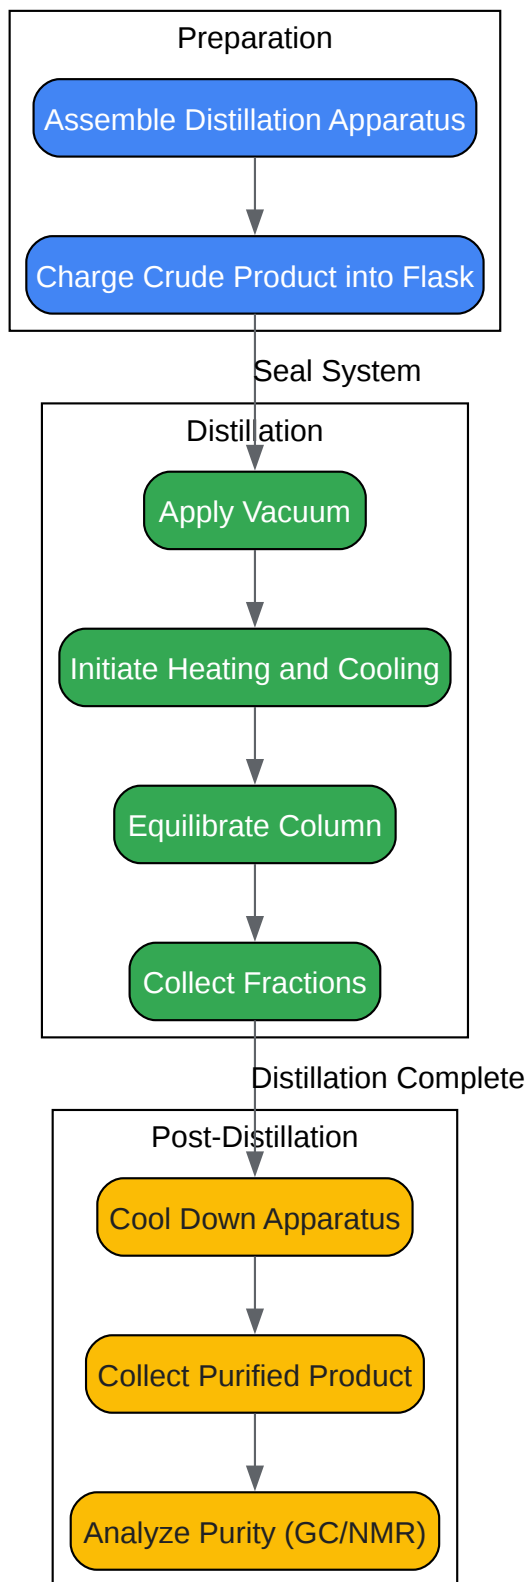 Preparation
Assemble Distillation Apparatus
Charge Crude Product into Flask
Seal System
Distillation
Apply Vacuum
Initiate Heating and Cooling
Equilibrate Column
Collect Fractions
Distillation Complete
Post-Distillation
Cool Down Apparatus
Collect Purified Product
Analyze Purity (GC/NMR)